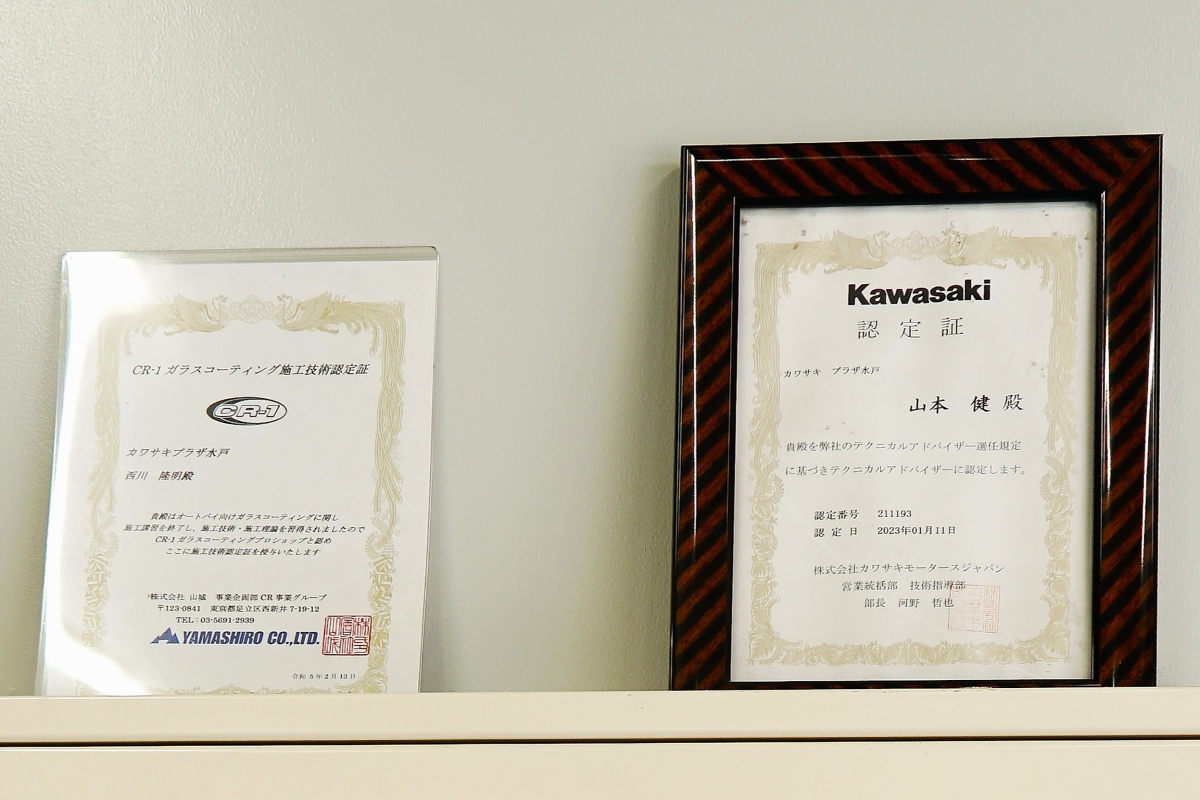 CR-1 ガラスコーティング施工技術認定証
CR-1
カワサキプラザ水戸
西川 隆明殿
貴殿はオートバイ向けガラスコーティングに関し
施工講習を終了し、施工技術・施工理論を習得されましたので
CR-1 ガラスコーティングプロショップと認め
ここに施工技術認定証を授与いたします
株式会社 山城 事業企画部 CR 事業グループ
〒123-0841 東京都足立区西新井 7-19-12
TEL：03-5691-2939
YAMASHIRO CO.,LTD.
令和 5年 2月 13日
Kawasaki
認定証
カワサキ プラザ水戸
山本 健 殿
貴殿を弊社のテクニカルアドバイザー選任規定
に基づきテクニカルアドバイザーに認定します。
認定番号 211193
認定日 2023年01月11日
株式会社カワサキモータースジャパン
営業統括部 技術指導部
部長 河野 哲也